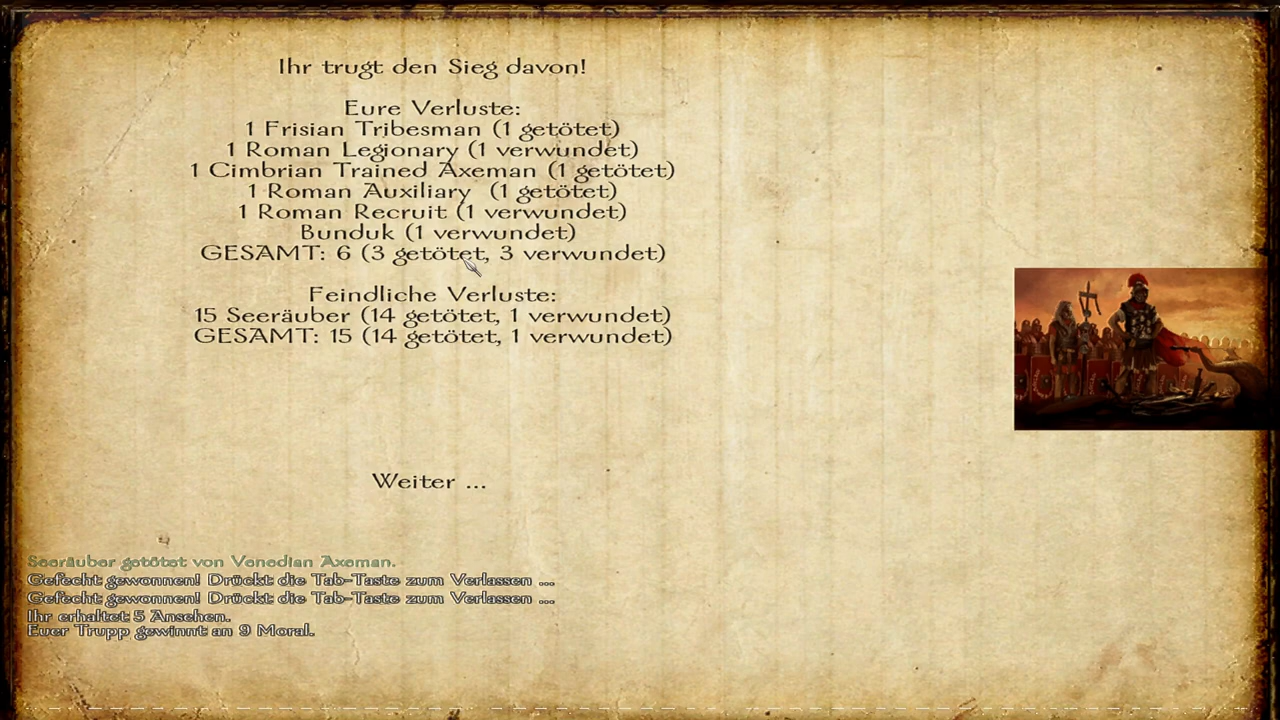 Ihr trugt den Sieg davon!
Eure Verluste:
1 Frisian Tribesman (1 getötet)
1 Roman Legionary (1 verwundet)
1 Cimbrian Trained Axeman (1 getötet)
1 Roman Auxiliary (1 getötet)
1 Roman Recruit (1 verwundet)
Bunduk (1 verwundet)
GESAMT: 6 (3 getötet, 3 verwundet)
Feindliche Verluste:
15 Seeräuber (14 getötet, 1 verwundet)
GESAMT: 15 (14 getötet, 1 verwundet)
Weiter ...
Seeräuber getötet von Venedian Axeman.
Gefecht gewonnen! Drückt die Tab-Taste zum Verlassen ...
Gefecht gewonnen! Drückt die Tab-Taste zum Verlassen ...
Ihr erhaltet 5 Ansehen.
Euer Trupp gewinnt an 9 Moral.